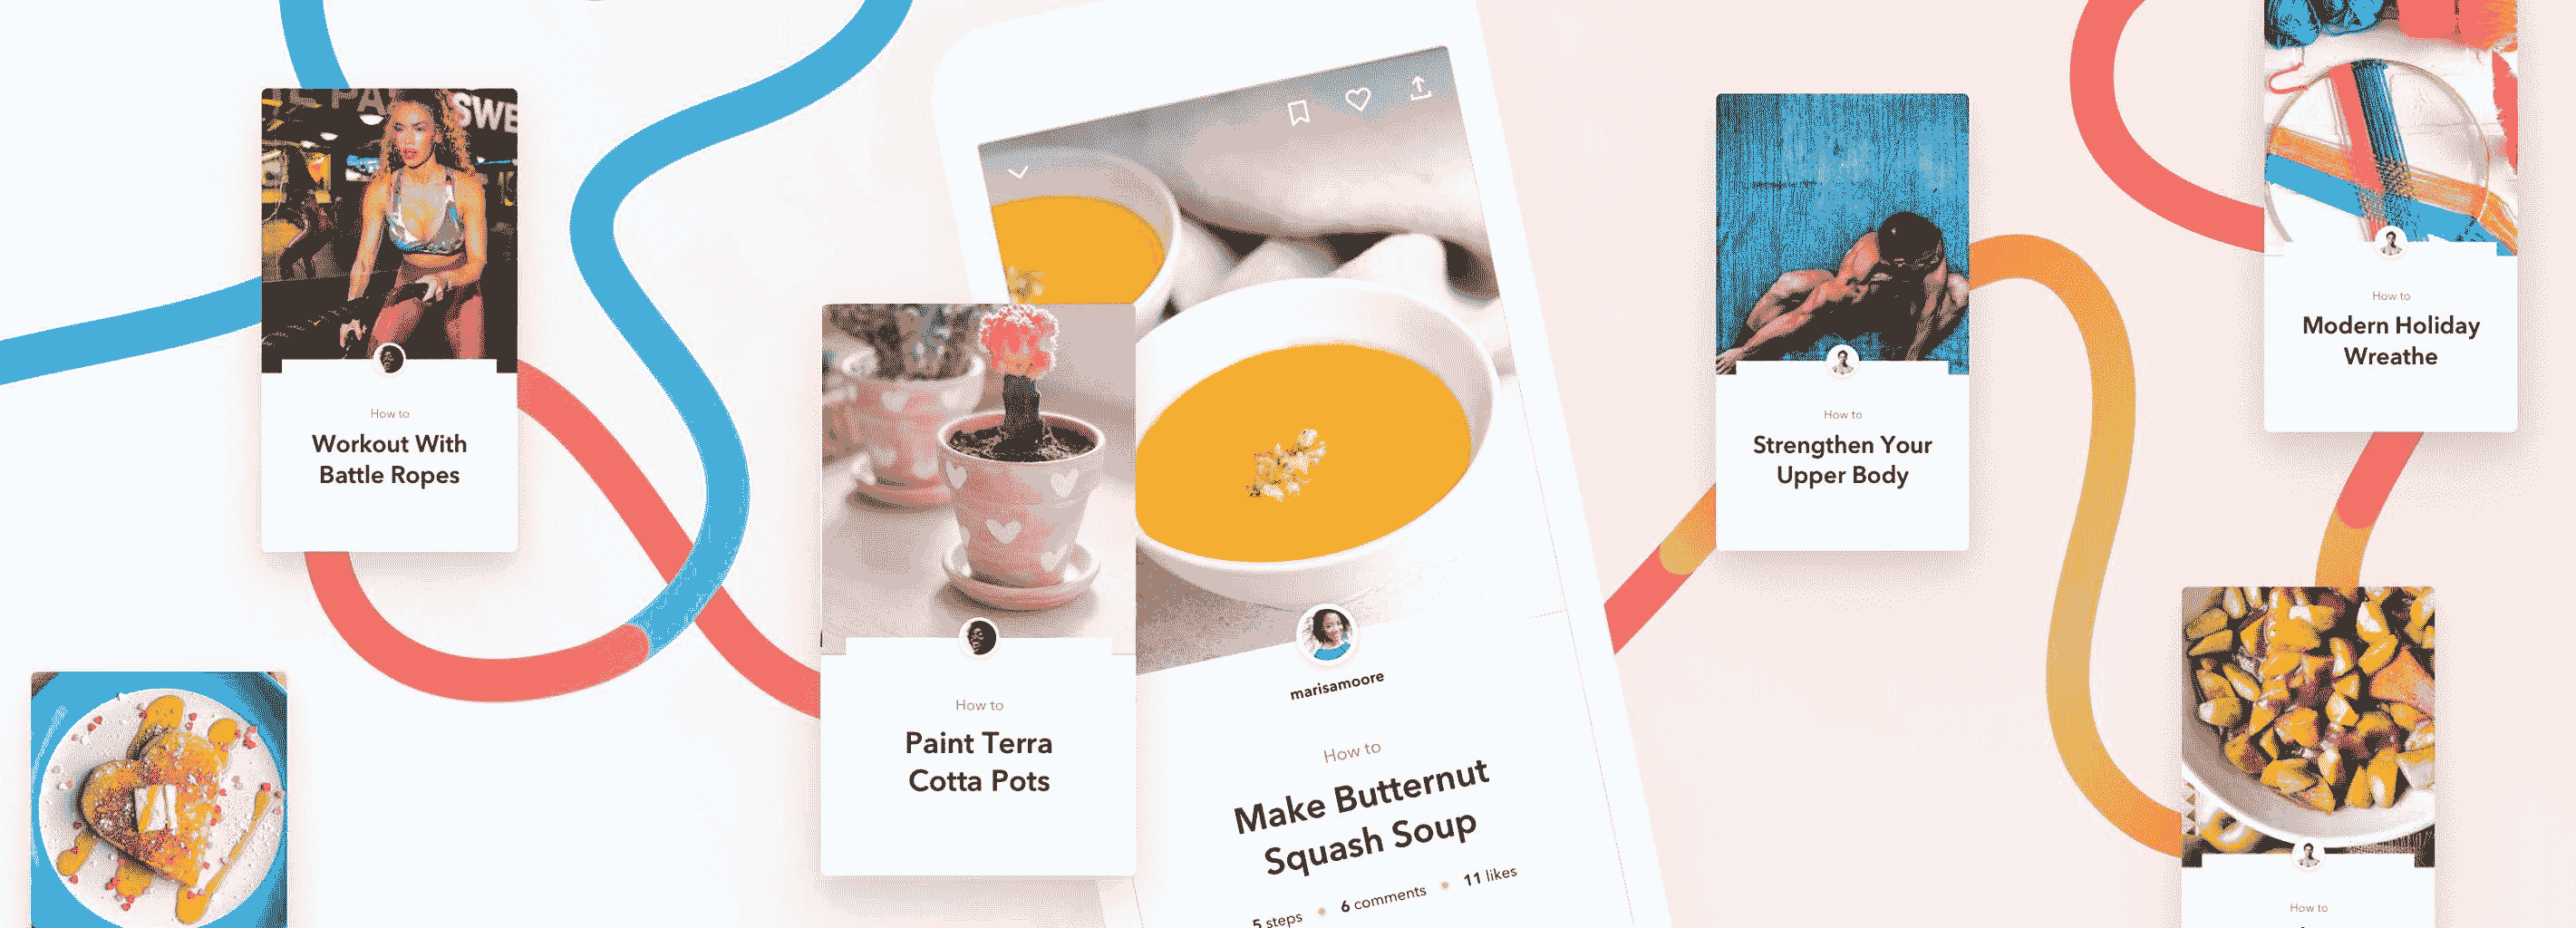 SWE
How to
Workout With
Battle Ropes
How to
Paint Terra
Cotta Pots
marisamoore
How to
Make Butternut
Squash Soup
5 steps • 6 comments • 11 likes
How to
Strengthen Your
Upper Body
How to
Modern Holiday
Wreathe
How to